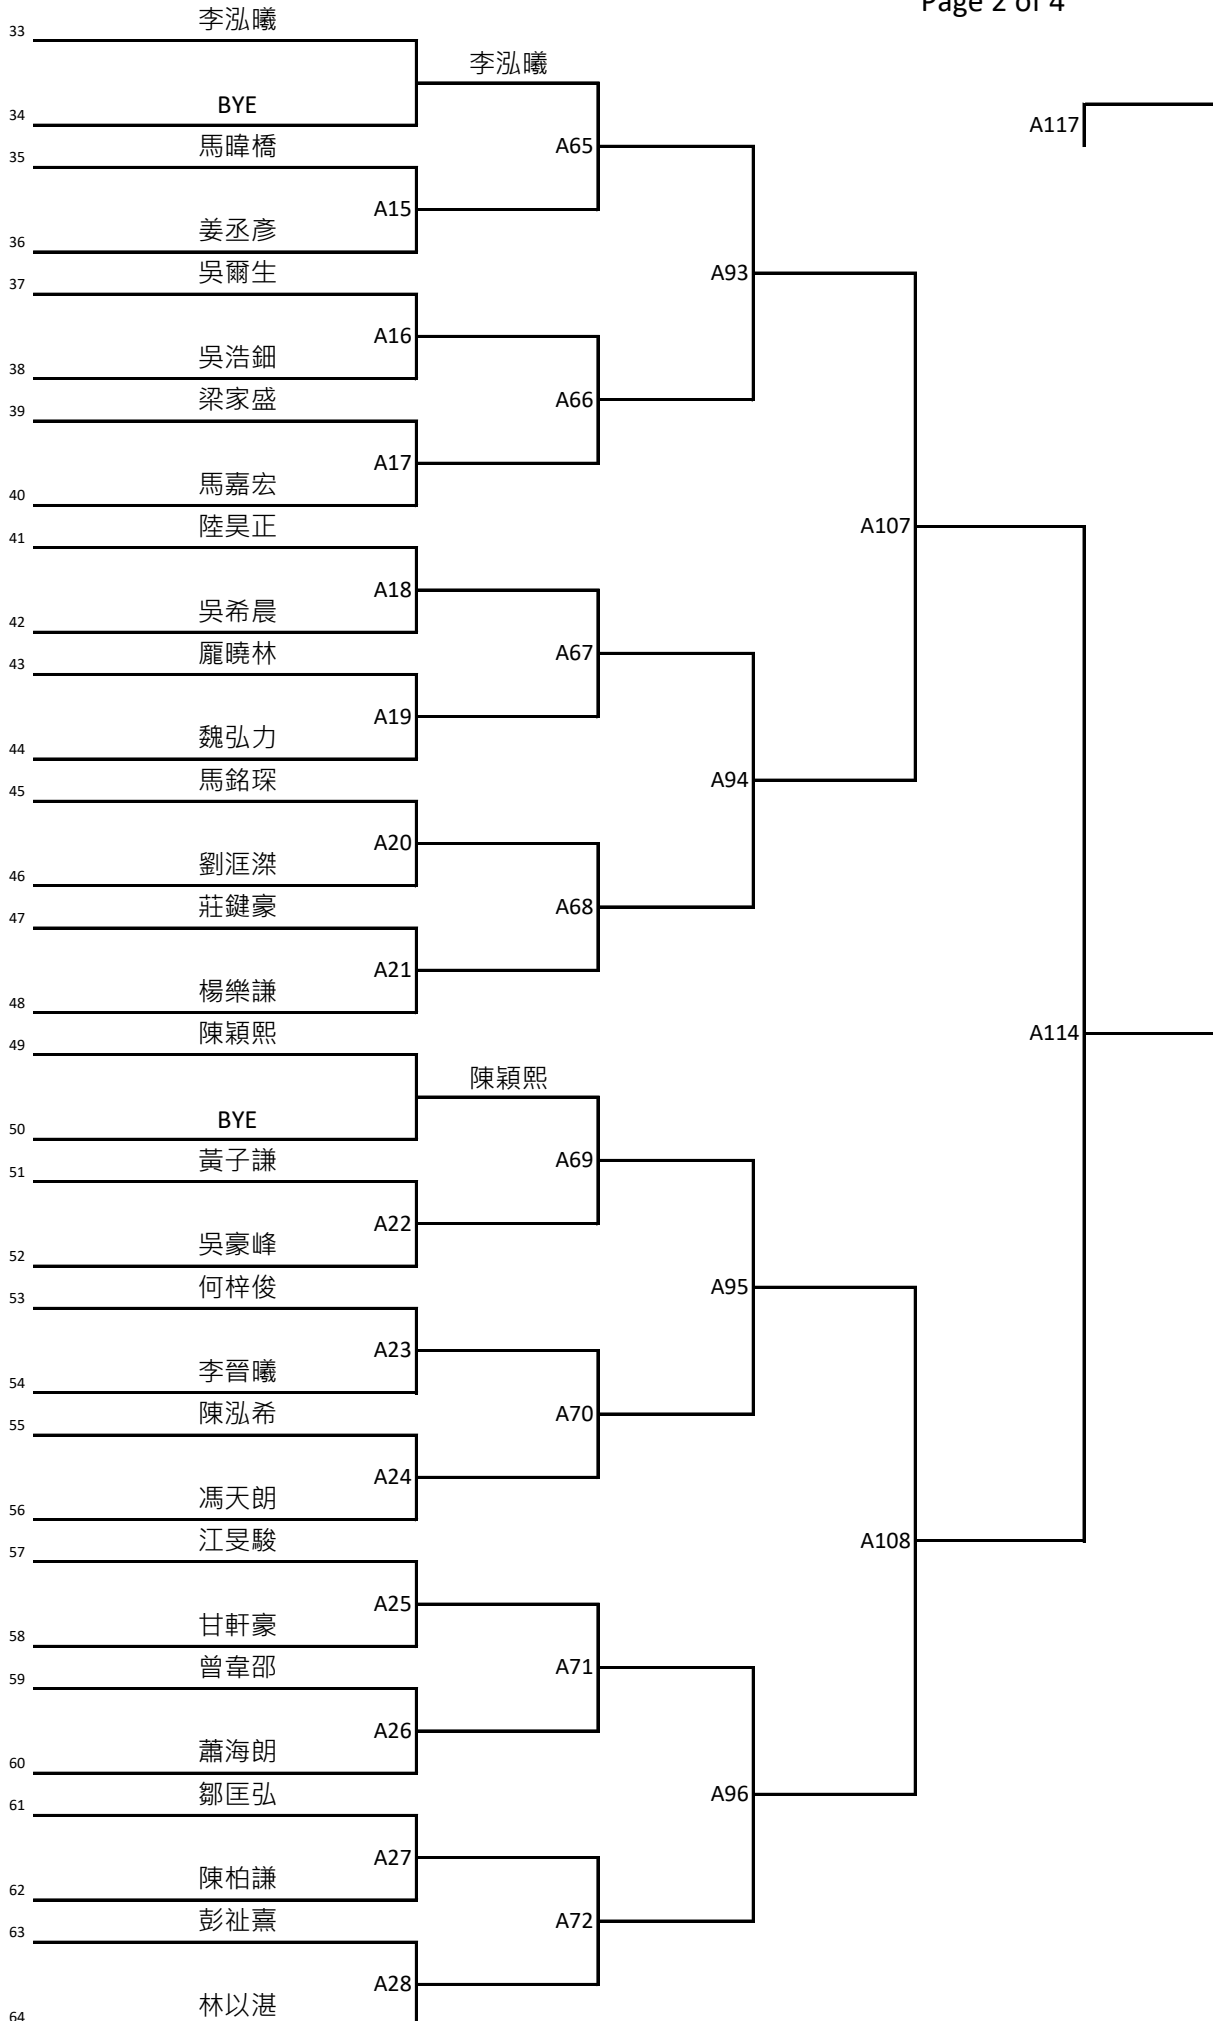 Page 2 of 4
33 李泓曦
李泓曦
34 BYE
A117
35 馬暐橋
A65
A15
36 姜丞彥
37 吳爾生
A93
A16
38 吳浩鈿
39 梁家盛
A66
A17
40 馬嘉宏
41 陸昊正
A107
A18
42 吳希晨
43 龐曉林
A67
A19
44 魏弘力
45 馬銘琛
A94
A20
46 劉洭滐
47 莊鍵豪
A68
A21
48 楊樂謙
49 陳穎熙
A114
陳穎熙
50 BYE
51 黃子謙
A69
A22
52 吳豪峰
53 何梓俊
A95
A23
54 李晉曦
55 陳泓希
A70
A24
56 馮天朗
57 江旻駿
A108
A25
58 甘軒豪
59 曾韋邵
A71
A26
60 蕭海朗
61 鄒匡弘
A96
A27
62 陳柏謙
63 彭祉熹
A72
A28
64 林以湛